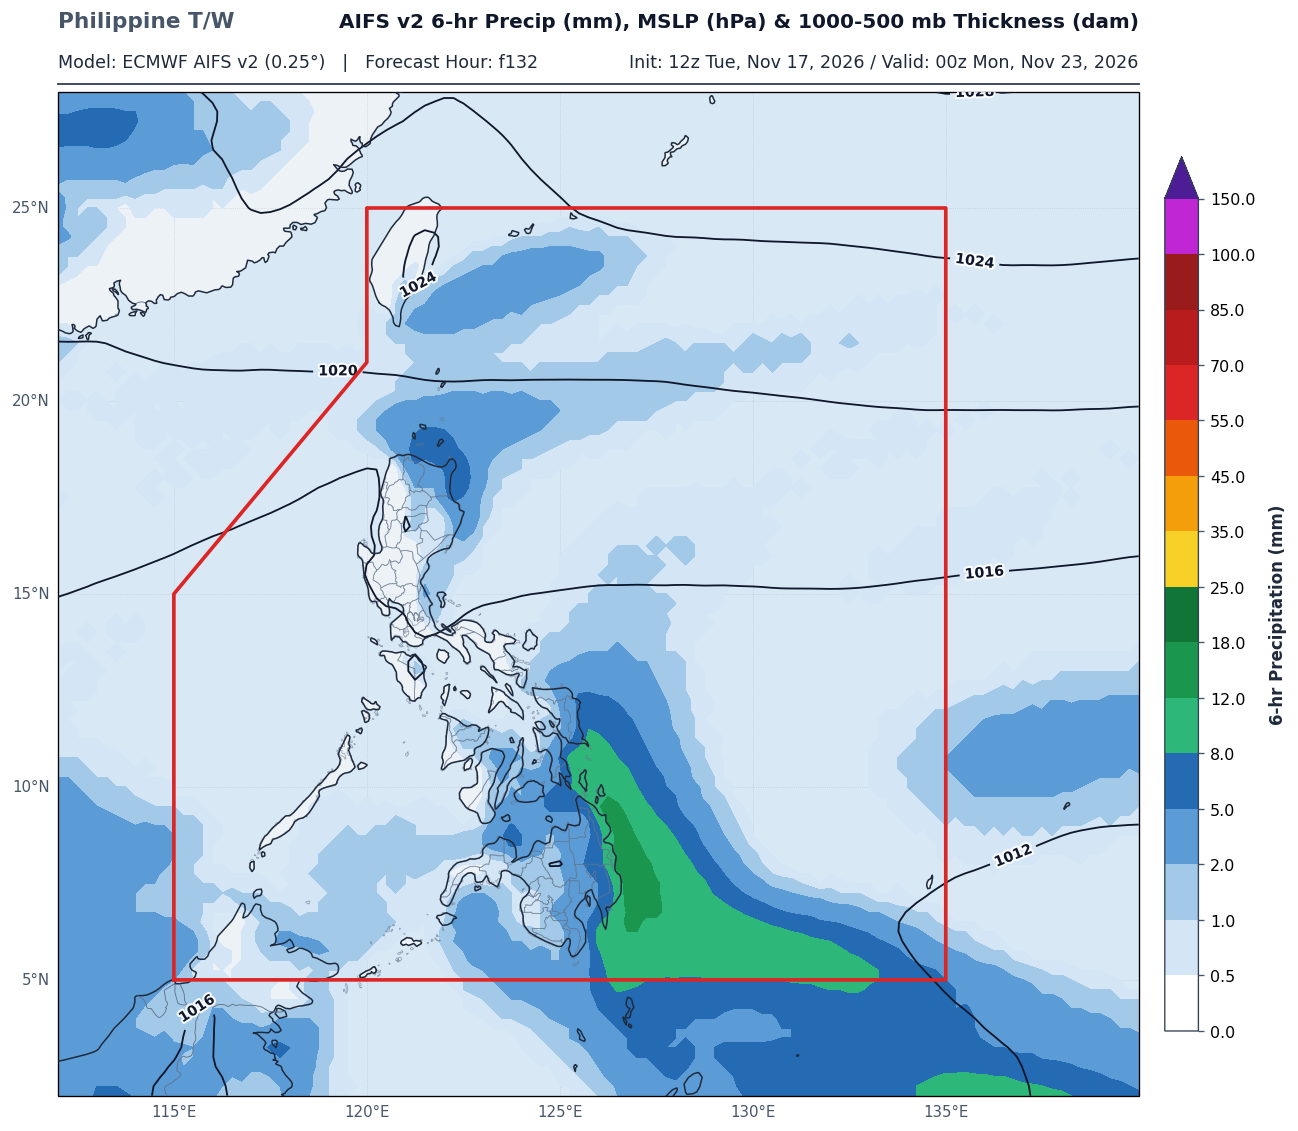 Philippine T/W
AIFS v2 6-hr Precip (mm), MSLP (hPa) & 1000-500 mb Thickness (dam)
Model: ECMWF AIFS v2 (0.25°) | Forecast Hour: f132
Init: 12z Tue, Nov 17, 2026 / Valid: 00z Mon, Nov 23, 2026
1028
25°N
1024
1024
1020
20°N
1016
15°N
10°N
1012
5°N
1016
115°E
120°E
125°E
130°E
135°E
150.0
100.0
85.0
70.0
55.0
45.0
35.0
25.0
18.0
12.0
8.0
5.0
2.0
1.0
0.5
0.0
6-hr Precipitation (mm)